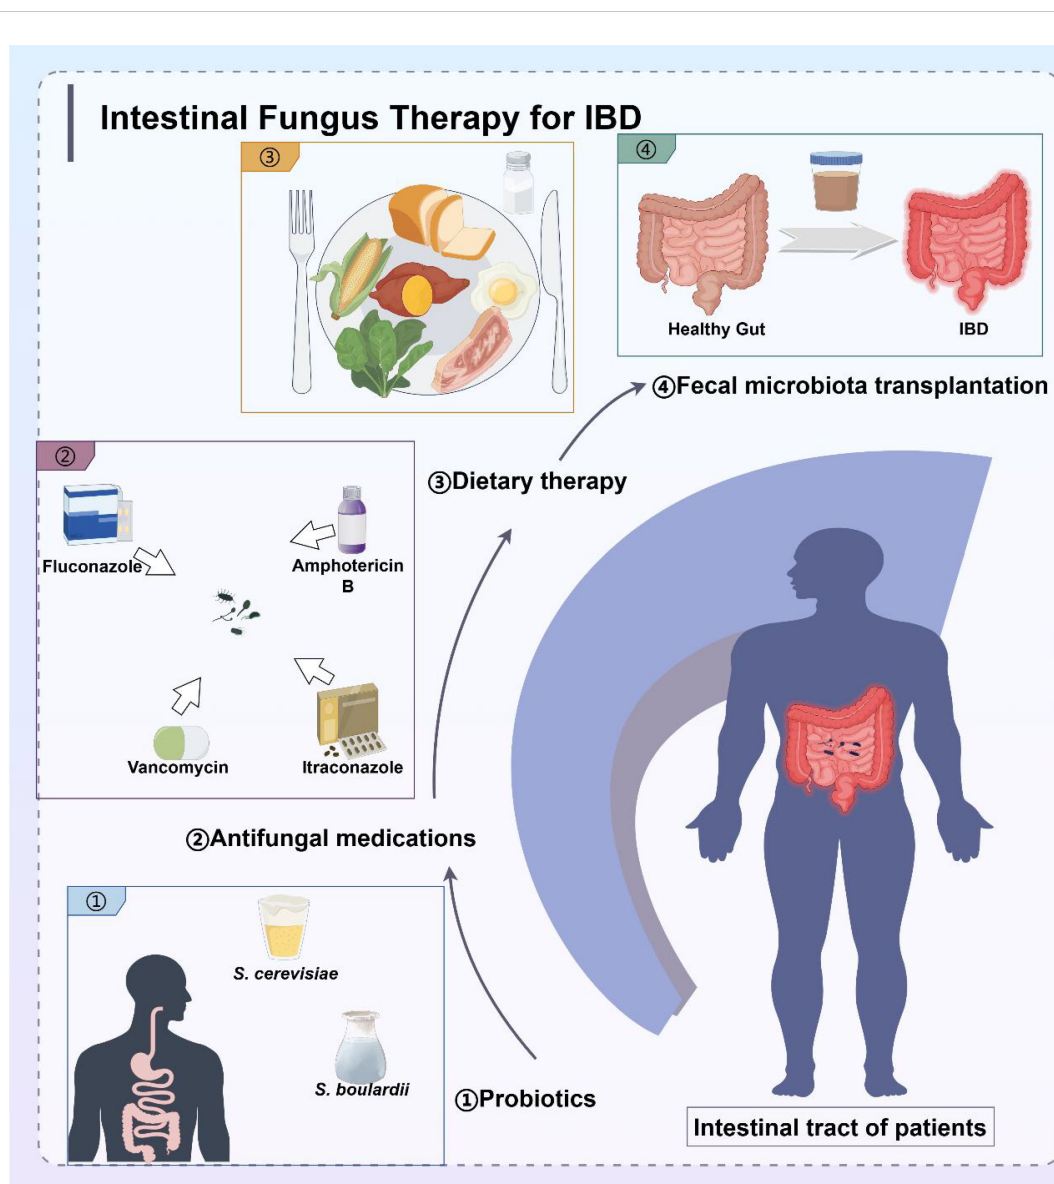 Intestinal Fungus Therapy for IBD
③
④
Healthy Gut
IBD
④Fecal microbiota transplantation
②
③Dietary therapy
Fluconazole
Amphotericin
B
Vancomycin
Itraconazole
②Antifungal medications
①
S. cerevisiae
S. boulardii
①Probiotics
Intestinal tract of patients